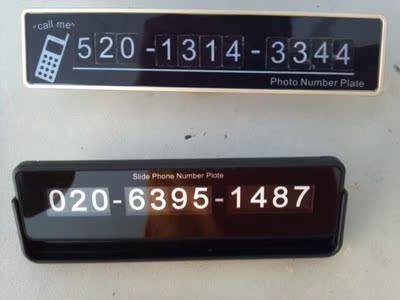 "call me"
520-1314-3344
Photo Number Plate
Slide Phone Number Plate
020-6395-1487